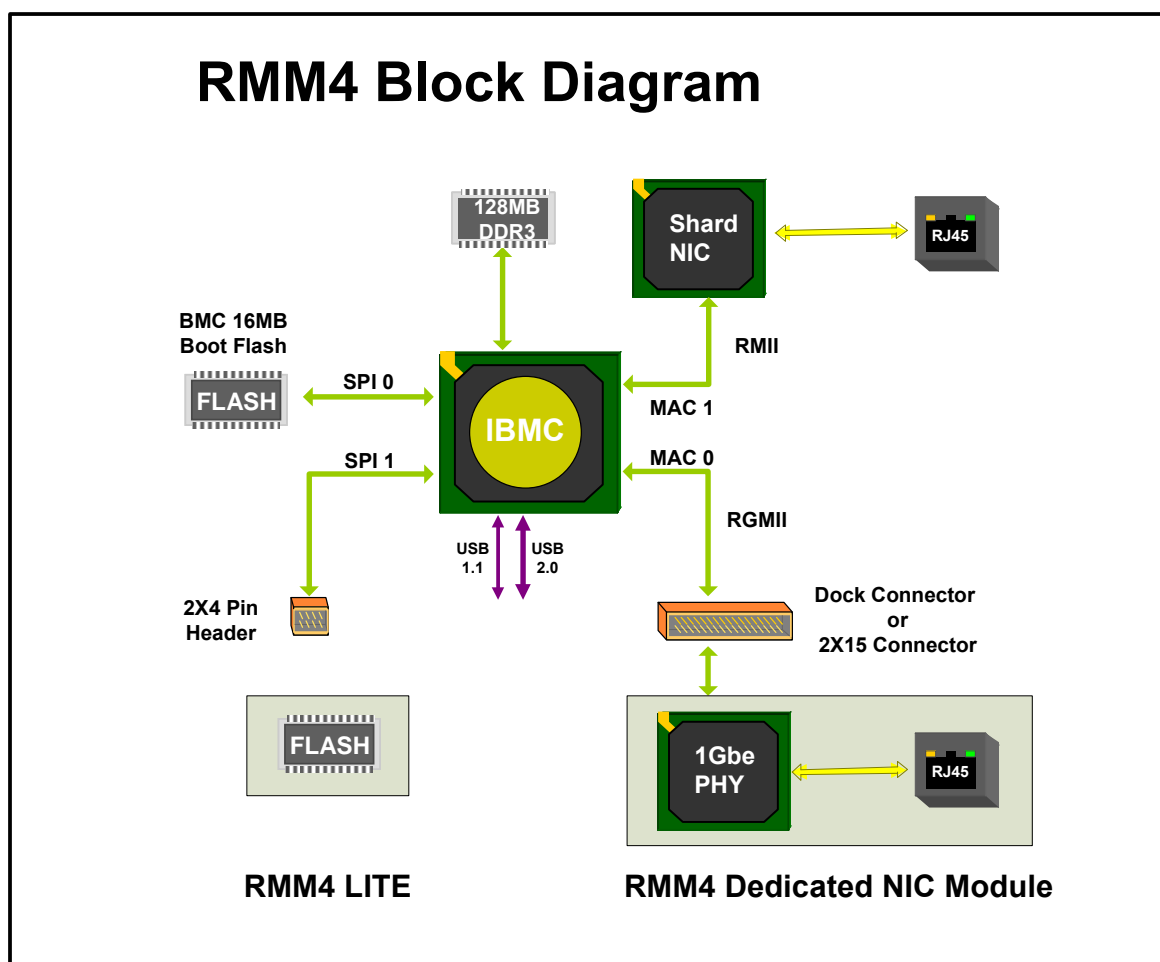 RMM4 Block Diagram
128MB
DDR3
Shard
NIC
RJ45
BMC 16MB
Boot Flash
FLASH
SPI 0
RMII
MAC 1
IBMC
SPI 1
MAC 0
RGMII
USB
1.1
USB
2.0
2X4 Pin
Header
Dock Connector
or
2X15 Connector
FLASH
1Gbe
PHY
RJ45
RMM4 LITE
RMM4 Dedicated NIC Module